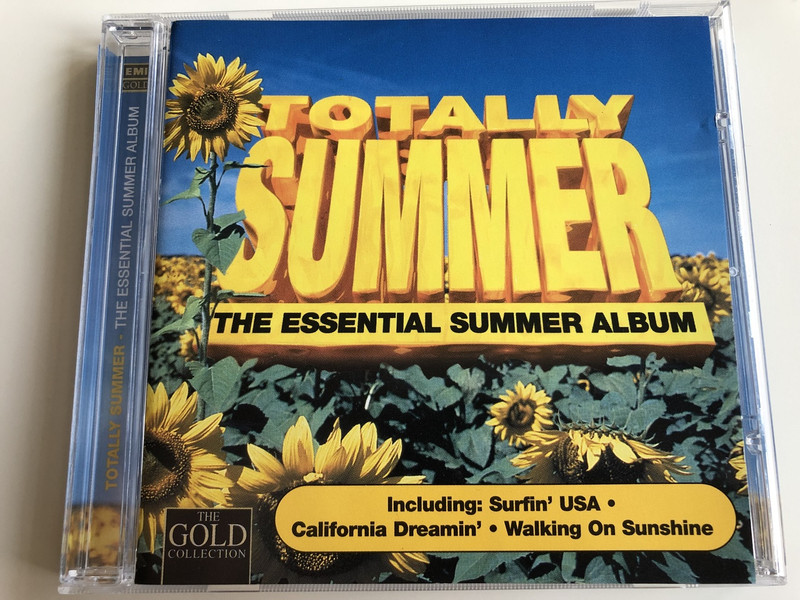 EMI
GOLD
TOTALLY SUMMER - THE ESSENTIAL SUMMER ALBUM
TOTALLY
SUMMER
THE ESSENTIAL SUMMER ALBUM
Including: Surfin' USA •
California Dreamin' • Walking On Sunshine
THE
GOLD
COLLECTION